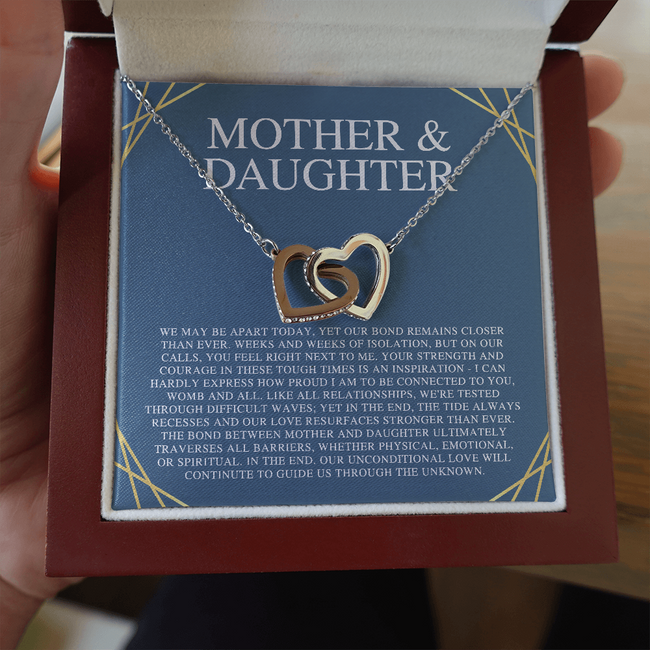 MOTHER &
DAUGHTER
WE MAY BE APART TODAY, YET OUR BOND REMAINS CLOSER
THAN EVER. WEEKS AND WEEKS OF ISOLATION, BUT ON OUR
CALLS, YOU FEEL RIGHT NEXT TO ME. YOUR STRENGTH AND
COURAGE IN THESE TOUGH TIMES IS AN INSPIRATION - I CAN
HARDLY EXPRESS HOW PROUD I AM TO BE CONNECTED TO YOU,
WOMB AND ALL. LIKE ALL RELATIONSHIPS, WE'RE TESTED
THROUGH DIFFICULT WAVES; YET IN THE END, THE TIDE ALWAYS
RECESSES AND OUR LOVE RESURFACES STRONGER THAN EVER.
THE BOND BETWEEN MOTHER AND DAUGHTER ULTIMATELY
TRAVERSES ALL BARRIERS, WHETHER PHYSICAL, EMOTIONAL,
OR SPIRITUAL. IN THE END. OUR UNCONDITIONAL LOVE WILL
CONTINUE TO GUIDE US THROUGH THE UNKNOWN.